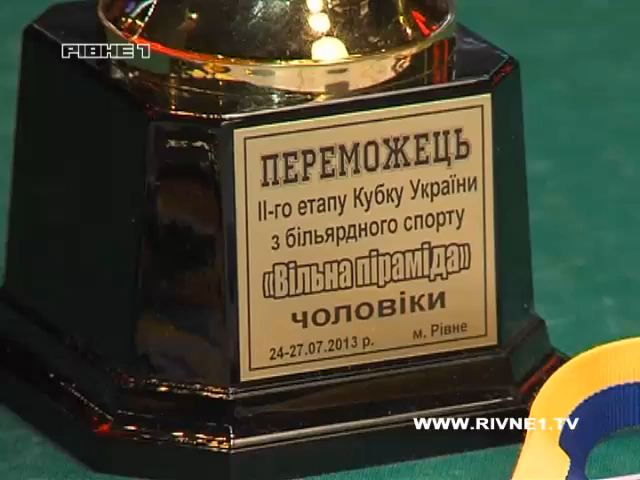 РІВНЕ 1
ПЕРЕМОЖЕЦЬ
ІІ-го етапу Кубку України
з більярдного спорту
«Вільна піраміда»
ЧОЛОВІКИ
24-27.07.2013 р. м. Рівне
WWW.RIVNE1.TV